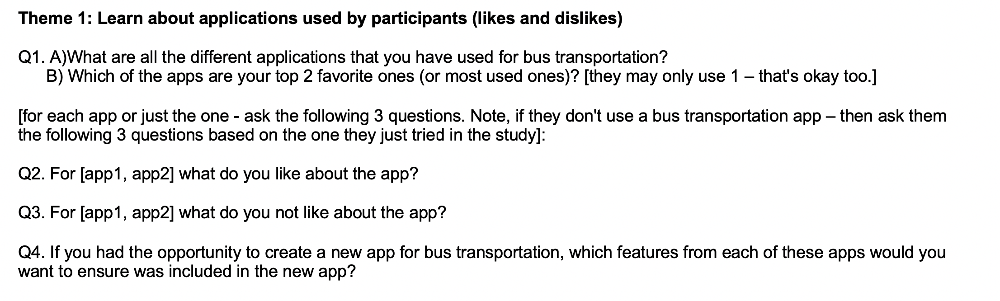 Theme 1: Learn about applications used by participants (likes and dislikes)
Q1. A)What are all the different applications that you have used for bus transportation?
B) Which of the apps are your top 2 favorite ones (or most used ones)? [they may only use 1 – that's okay too.]
[for each app or just the one - ask the following 3 questions. Note, if they don't use a bus transportation app – then ask them
the following 3 questions based on the one they just tried in the study]:
Q2. For [app1, app2] what do you like about the app?
Q3. For [app1, app2] what do you not like about the app?
Q4. If you had the opportunity to create a new app for bus transportation, which features from each of these apps would you
want to ensure was included in the new app?